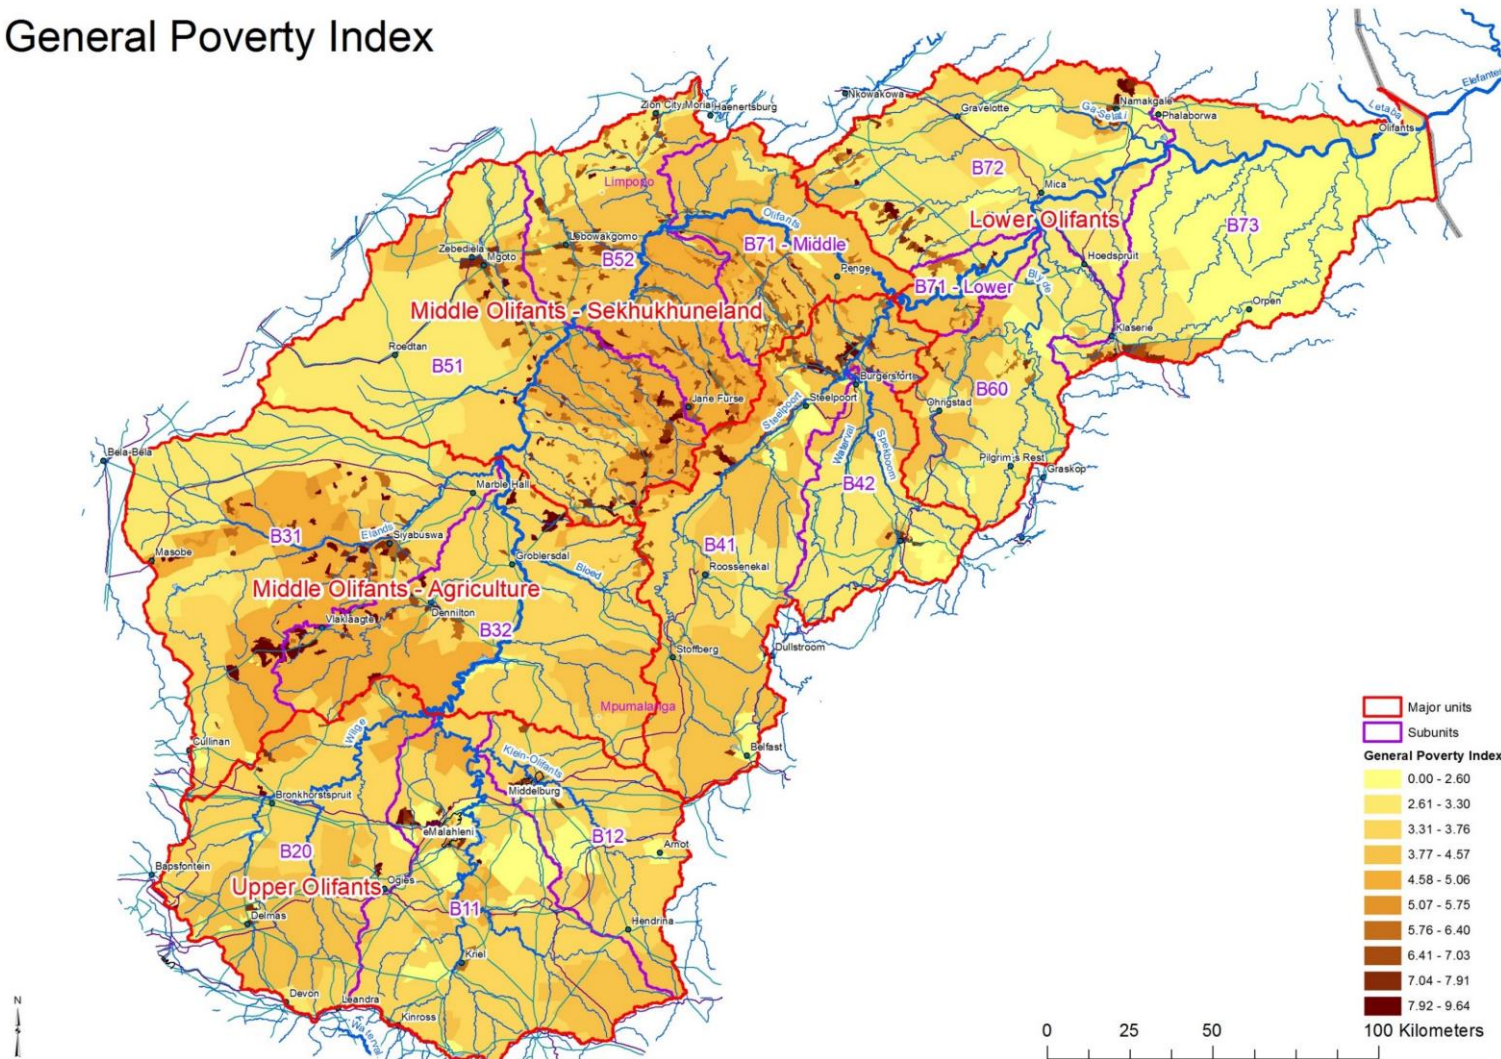 General Poverty Index
Elefantes
Letaba
Olifants
Zion City Moria
Haenertsburg
Nkowakowa
Gravelotte
Namakgale
Ga-Selati
Phalaborwa
Limpopo
B72
Mica
Lower Olifants
B73
Olifants
Zebediela
Lebowakgomo
Mgoto
B52
B71 - Middle
Penge
Hoedspruit
B71 - Lower
Blyde
Middle Olifants - Sekhukhuneland
Orpen
Klaserie
Roedtan
B51
Burgersfort
B60
Jane Furse
Steelpoort
Steelpoort
Ohrigstad
Waterval
Spekboom
Bela-Bela
Pilgrim's Rest
Graskop
Marble Hall
B42
B31
Elands
Siyabuswa
Masobe
B41
Groblersdal
Bloed
Roossenekal
Middle Olifants - Agriculture
Dennilton
Vlaklaagte
B32
Stoffberg
Dullstroom
Mpumalanga
Major units
Subunits
General Poverty Index
0.00 - 2.60
2.61 - 3.30
3.31 - 3.76
3.77 - 4.57
4.58 - 5.06
5.07 - 5.75
5.76 - 6.40
6.41 - 7.03
7.04 - 7.91
7.92 - 9.64
Cullinan
Wilge
Klein-Olifants
Belfast
Bronkhorstspruit
Middelburg
eMalahleni
B12
B20
Arnot
Bapsfontein
Upper Olifants
Ogies
B11
Delmas
Hendrina
Kriel
Devon
Leandra
Kinross
Waterval
N
0 25 50 100 Kilometers